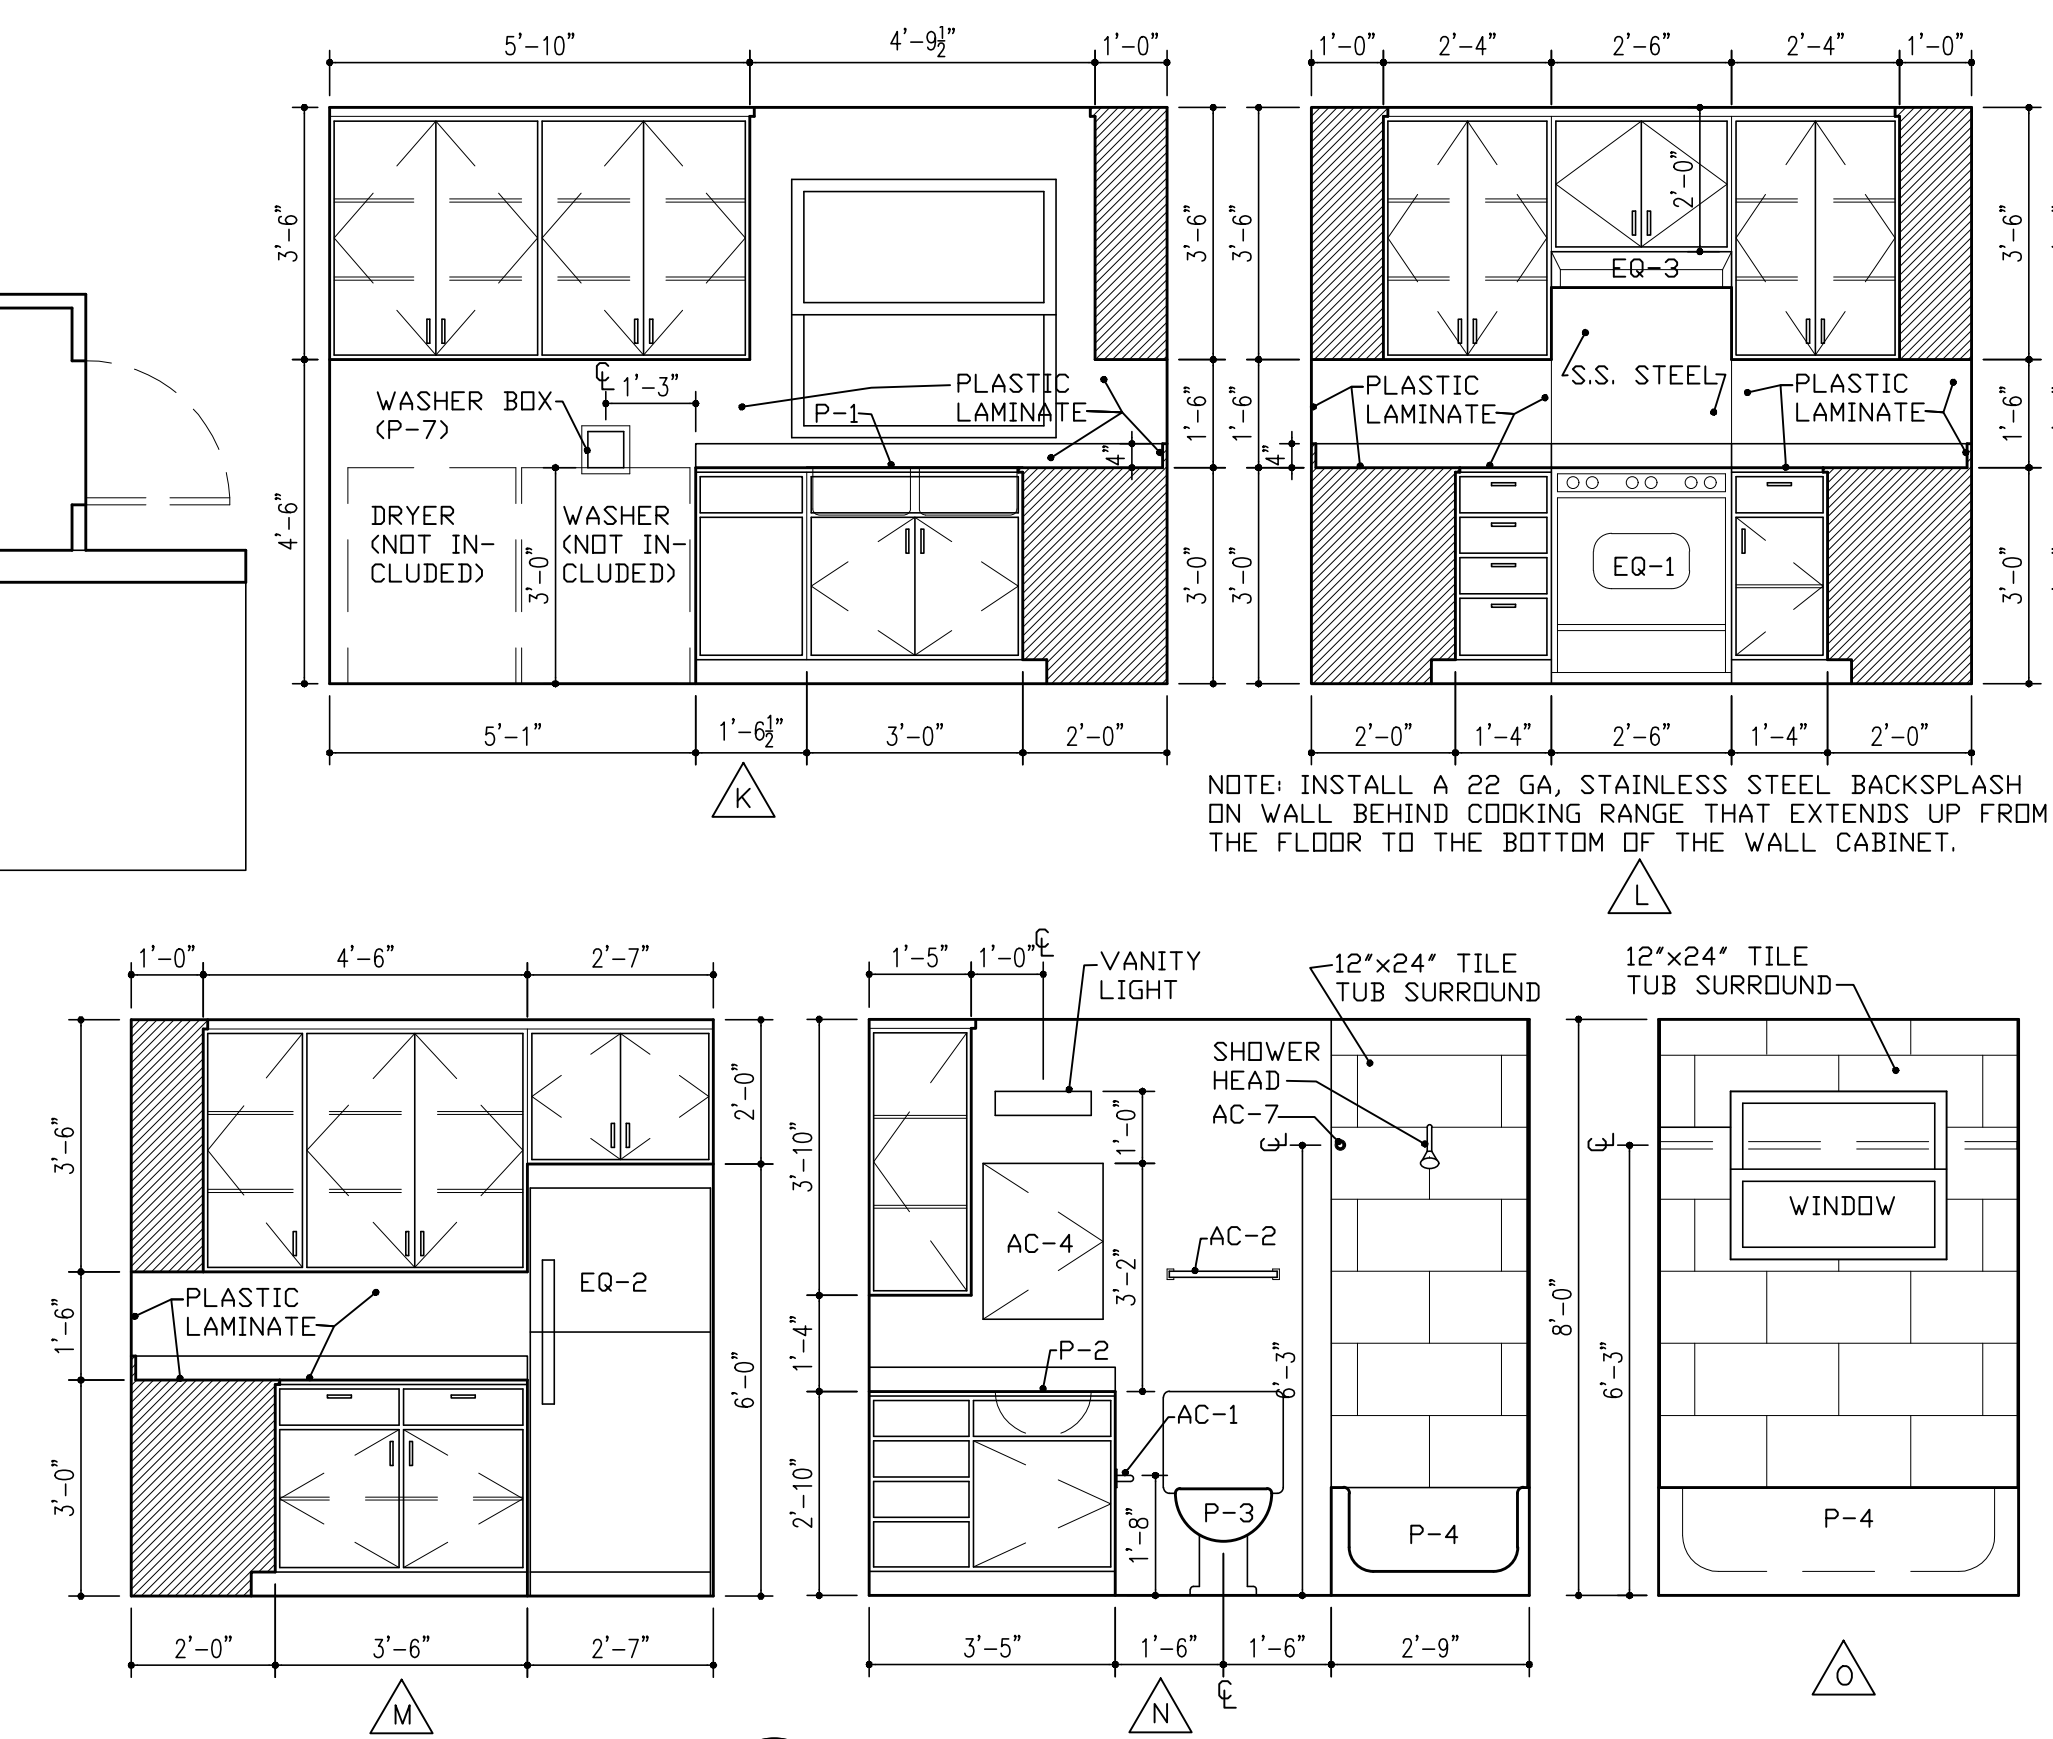 5'-10" 4'-9½" 1'-0"
3'-6"
4'-6"
3'-6"
1'-6"
3'-0"
4"
℄ 1'-3"
WASHER BOX
(P-7)
P-1
PLASTIC
LAMINATE
DRYER
(NOT IN-
CLUDED)
3'-0"
WASHER
(NOT IN-
CLUDED)
5'-1" 1'-6½" 3'-0" 2'-0"
K
1'-0" 2'-4" 2'-6" 2'-4" 1'-0"
3'-6"
1'-6"
3'-0"
4"
2'-0"
EQ-3
PLASTIC
LAMINATE
S.S. STEEL
PLASTIC
LAMINATE
EQ-1
3'-6"
1'-6"
3'-0"
2'-0" 1'-4" 2'-6" 1'-4" 2'-0"
NOTE: INSTALL A 22 GA, STAINLESS STEEL BACKSPLASH
ON WALL BEHIND COOKING RANGE THAT EXTENDS UP FROM
THE FLOOR TO THE BOTTOM OF THE WALL CABINET.
L
1'-0" 4'-6" 2'-7"
3'-6"
1'-6"
3'-0"
PLASTIC
LAMINATE
EQ-2
2'-0"
6'-0"
2'-0" 3'-6" 2'-7"
M
1'-5" 1'-0" ℄
VANITY
LIGHT
12"x24" TILE
TUB SURROUND
3'-10"
1'-4"
2'-10"
SHOWER
HEAD
AC-7
℄
1'-0"
3'-2"
AC-4
AC-2
P-2
AC-1
1'-8"
6'-3"
P-3
P-4
3'-5" 1'-6" 1'-6" 2'-9"
℄
N
12"x24" TILE
TUB SURROUND
8'-0"
℄
6'-3"
WINDOW
P-4
O